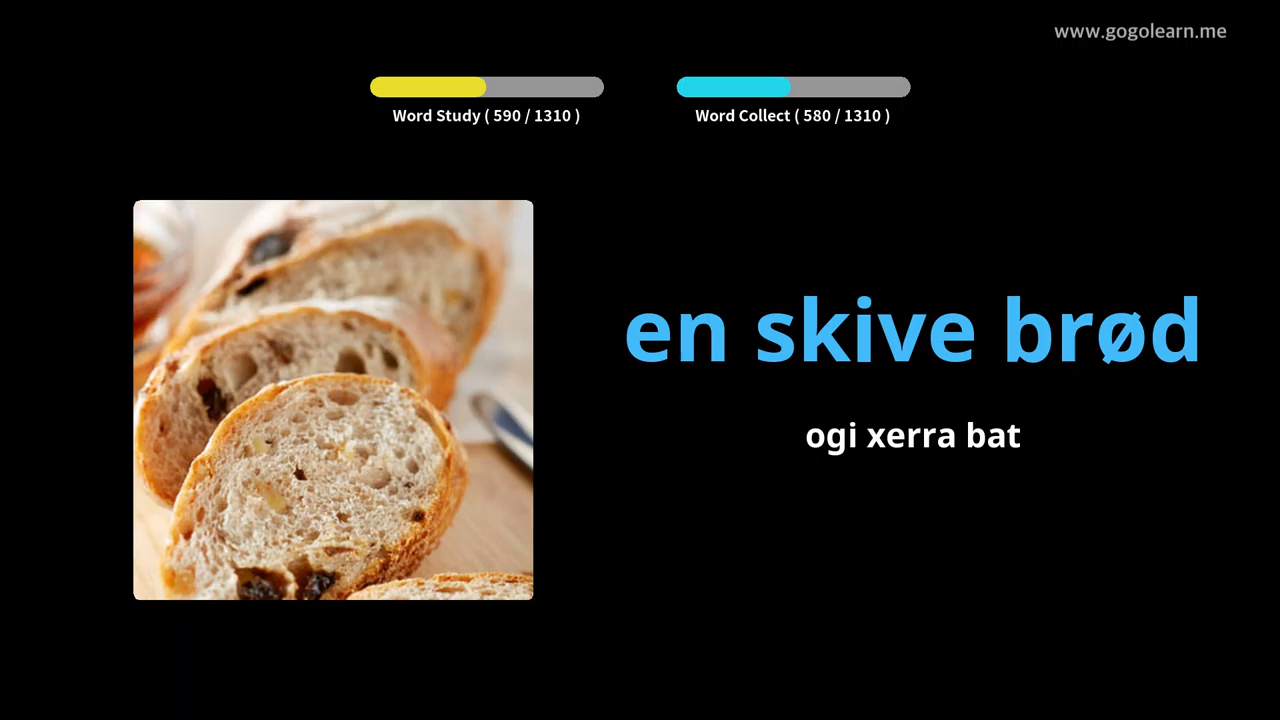 www.gogolearn.me
Word Study ( 590 / 1310 )
Word Collect ( 580 / 1310 )
en skive brød
ogi xerra bat